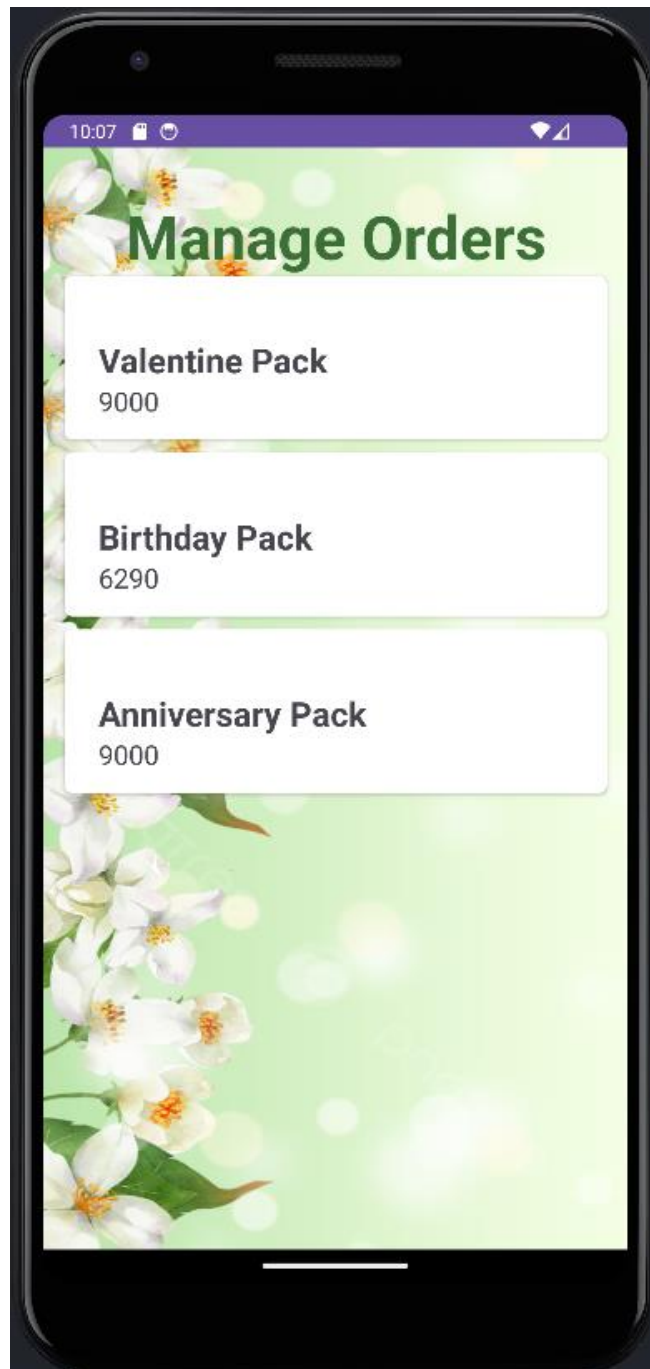 10:07
Manage Orders
Valentine Pack
9000
Birthday Pack
6290
Anniversary Pack
9000